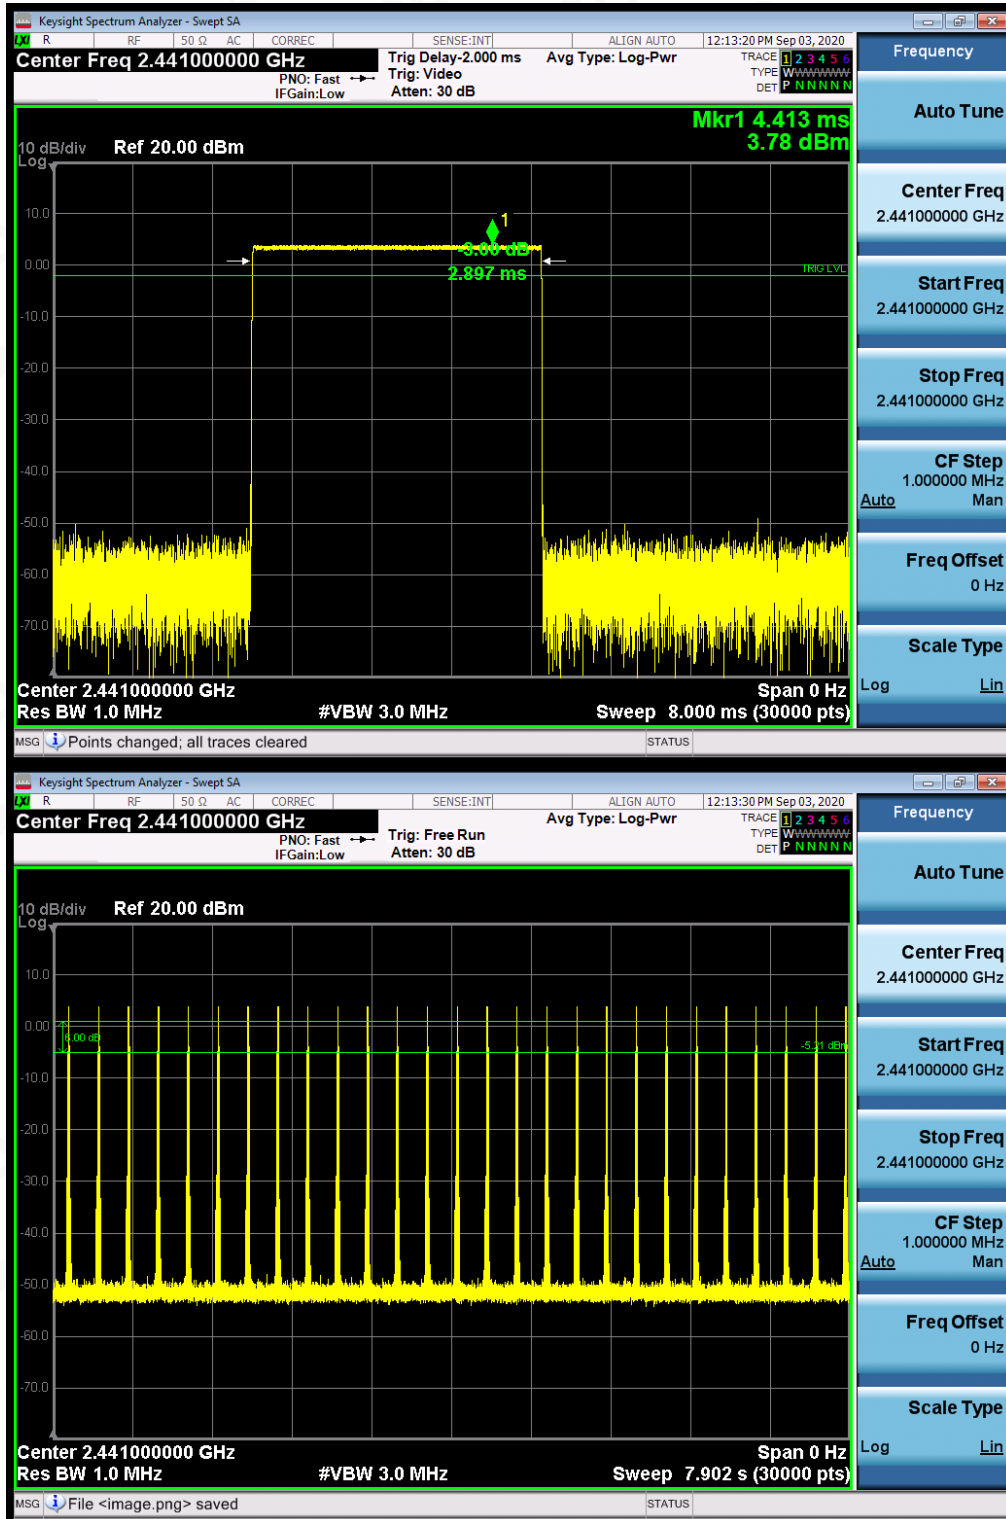 Keysight Spectrum Analyzer - Swept SA
LXI R RF 50 Ω AC CORREC SENSE:INT ALIGN AUTO 12:13:20 PM Sep 03, 2020
Center Freq 2.441000000 GHz
PNO: Fast
IFGain:Low
Trig Delay-2.000 ms
Trig: Video
Atten: 30 dB
Avg Type: Log-Pwr
TRACE 1 2 3 4 5 6
TYPE WWWWWW
DET P N N N N N
Mkr1 4.413 ms
3.78 dBm
10 dB/div Ref 20.00 dBm
Log
10.0
0.00
-10.0
-20.0
-30.0
-40.0
-50.0
-60.0
-70.0
1
-3.00 dB
2.897 ms
TRIG LVL
Center 2.441000000 GHz Span 0 Hz
Res BW 1.0 MHz #VBW 3.0 MHz Sweep 8.000 ms (30000 pts)
MSG Points changed; all traces cleared STATUS
Frequency
Auto Tune
Center Freq
2.441000000 GHz
Start Freq
2.441000000 GHz
Stop Freq
2.441000000 GHz
CF Step
1.000000 MHz
Auto Man
Freq Offset
0 Hz
Scale Type
Log Lin
Keysight Spectrum Analyzer - Swept SA
LXI R RF 50 Ω AC CORREC SENSE:INT ALIGN AUTO 12:13:30 PM Sep 03, 2020
Center Freq 2.441000000 GHz
PNO: Fast
IFGain:Low
Trig: Free Run
Atten: 30 dB
Avg Type: Log-Pwr
TRACE 1 2 3 4 5 6
TYPE WWWWWW
DET P N N N N N
10 dB/div Ref 20.00 dBm
Log
10.0
0.00
-10.0
-20.0
-30.0
-40.0
-50.0
-60.0
-70.0
6.00 dB
-5.21 dBm
Center 2.441000000 GHz Span 0 Hz
Res BW 1.0 MHz #VBW 3.0 MHz Sweep 7.902 s (30000 pts)
MSG File <image.png> saved STATUS
Frequency
Auto Tune
Center Freq
2.441000000 GHz
Start Freq
2.441000000 GHz
Stop Freq
2.441000000 GHz
CF Step
1.000000 MHz
Auto Man
Freq Offset
0 Hz
Scale Type
Log Lin